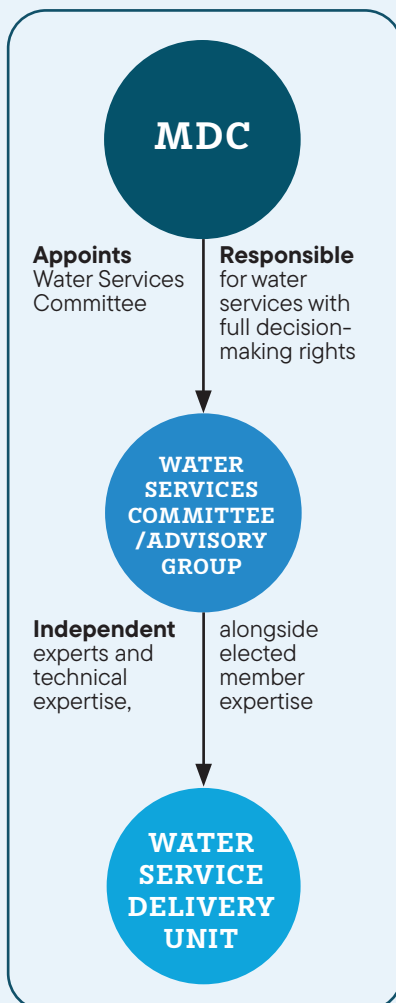 MDC
Appoints
Water Services
Committee
Responsible
for water
services with
full decision-
making rights
WATER
SERVICES
COMMITTEE
/ADVISORY
GROUP
Independent
experts and
technical
expertise,
alongside
elected
member
expertise
WATER
SERVICE
DELIVERY
UNIT